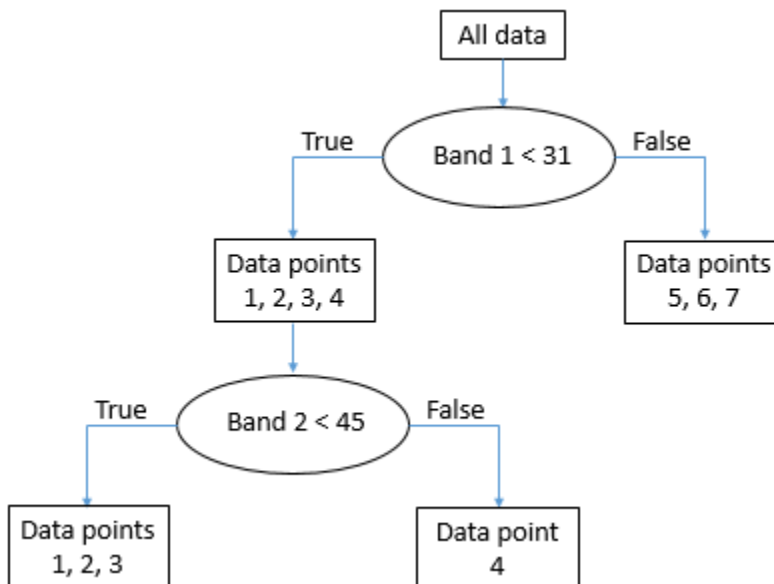 All data
True
Band 1 < 31
False
Data points
1, 2, 3, 4
Data points
5, 6, 7
True
Band 2 < 45
False
Data points
1, 2, 3
Data point
4